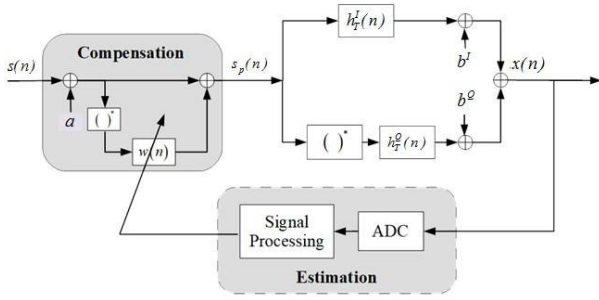 Compensation
s(n)
a
( )*
w(n)
s_p(n)
h_T^I(n)
b^I
x(n)
b^Q
( )*
h_T^Q(n)
Signal
Processing
ADC
Estimation